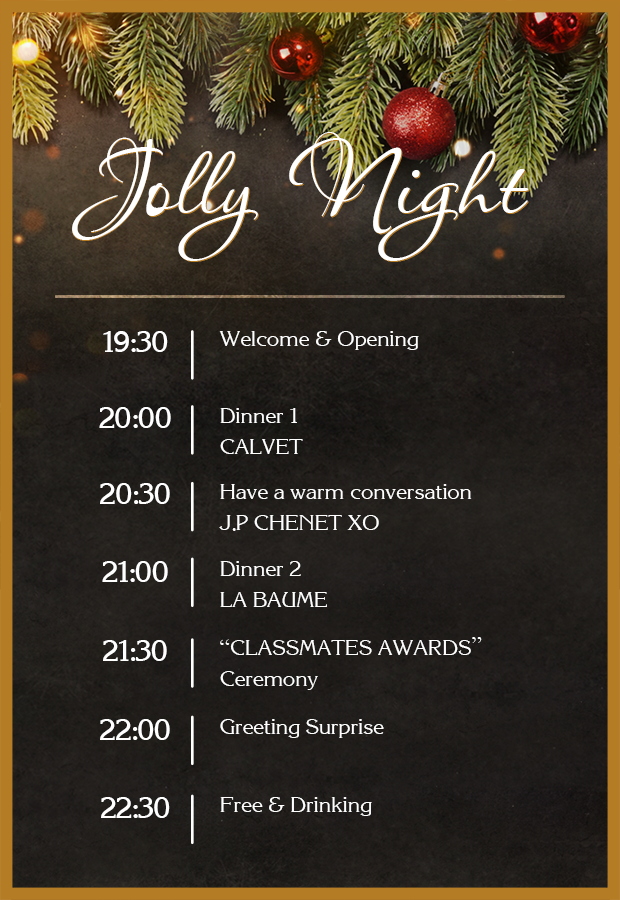 Jolly Night
19:30
Welcome & Opening
20:00
Dinner 1
CALVET
20:30
Have a warm conversation
J.P CHENET XO
21:00
Dinner 2
LA BAUME
21:30
“CLASSMATES AWARDS”
Ceremony
22:00
Greeting Surprise
22:30
Free & Drinking